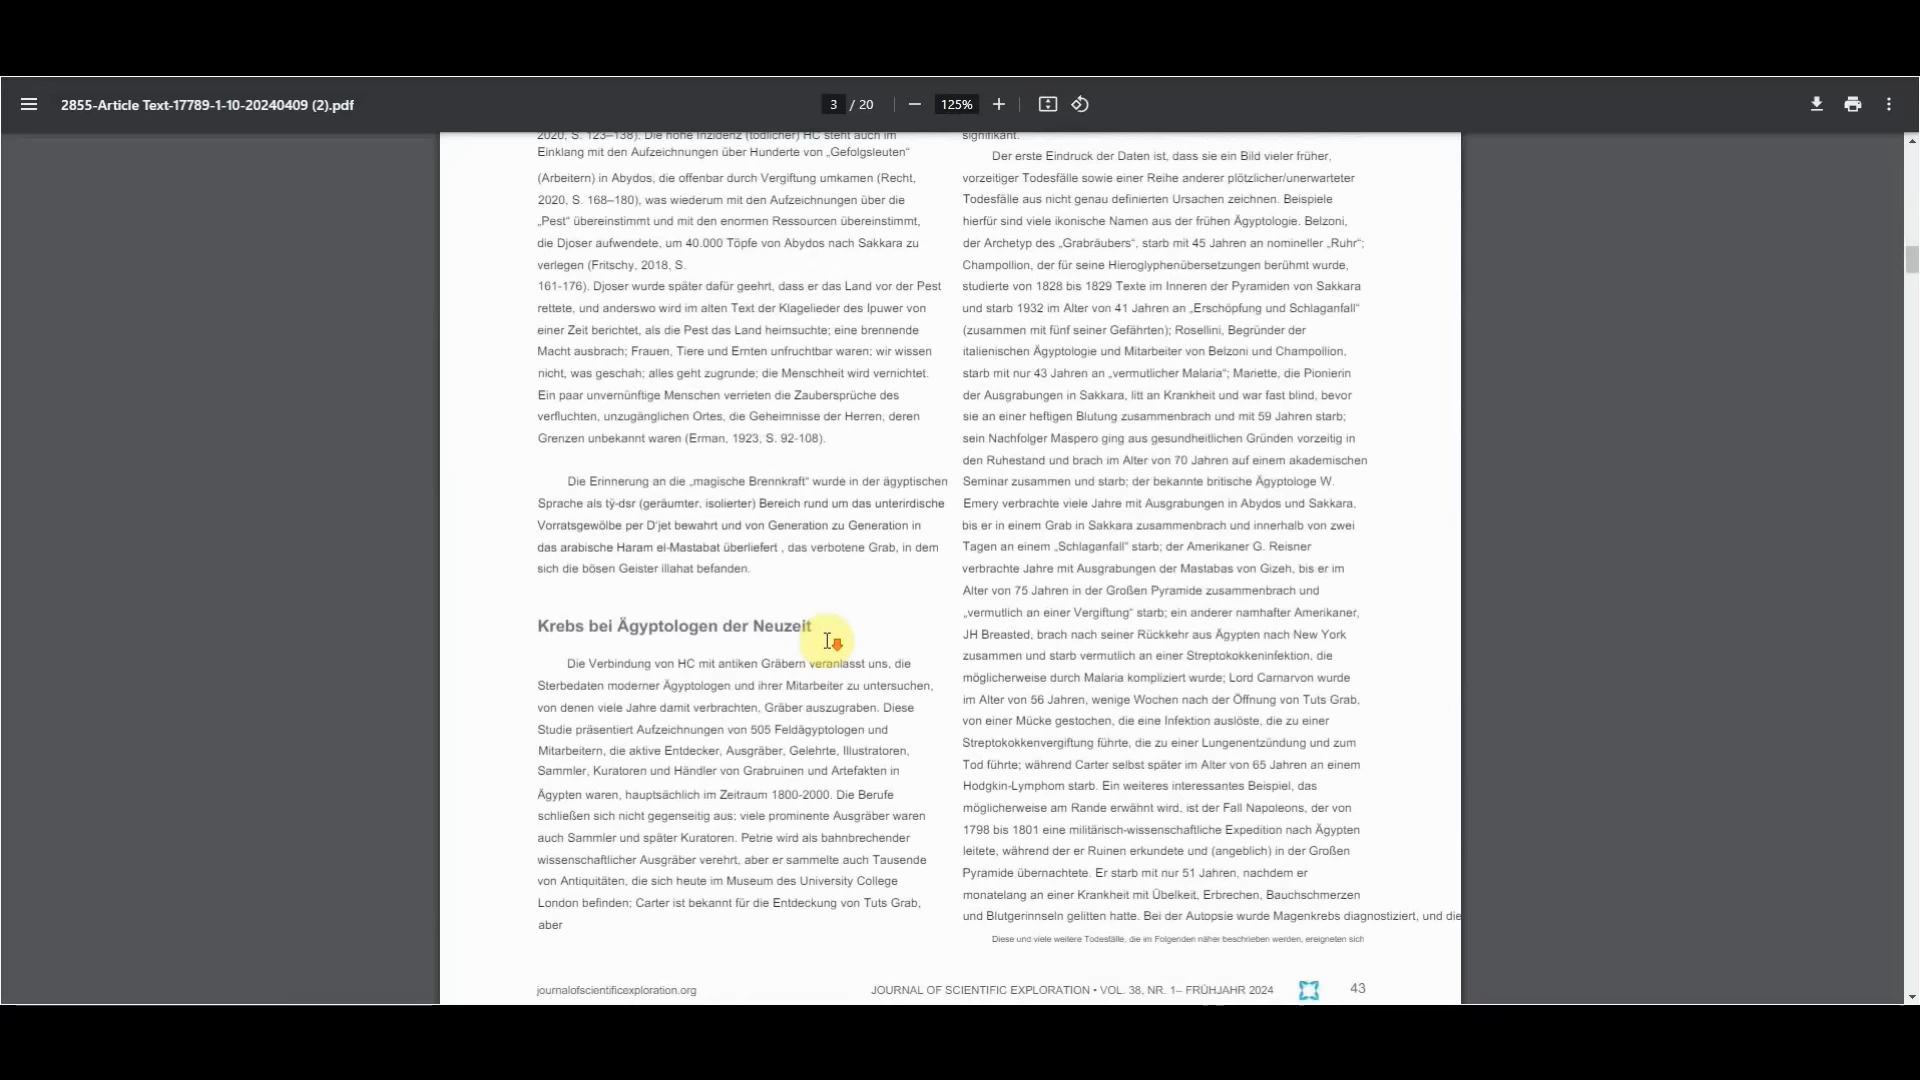 2855-Article Text-17789-1-10-20240409 (2).pdf
3 / 20
125%
2020, S. 123–138). Die hohe Inzidenz (tödlicher) HC steht auch im
Einklang mit den Aufzeichnungen über Hunderte von „Gefolgsleuten“
(Arbeitern) in Abydos, die offenbar durch Vergiftung umkamen (Recht,
2020, S. 168–180), was wiederum mit den Aufzeichnungen über die
„Pest“ übereinstimmt und mit den enormen Ressourcen übereinstimmt,
die Djoser aufwendete, um 40.000 Töpfe von Abydos nach Sakkara zu
verlegen (Fritschy, 2018, S.
161-176). Djoser wurde später dafür geehrt, dass er das Land vor der Pest
rettete, und anderswo wird im alten Text der Klagelieder des Ipuwer von
einer Zeit berichtet, als die Pest das Land heimsuchte; eine brennende
Macht ausbrach; Frauen, Tiere und Ernten unfruchtbar waren; wir wissen
nicht, was geschah; alles geht zugrunde; die Menschheit wird vernichtet.
Ein paar unvernünftige Menschen verrieten die Zaubersprüche des
verfluchten, unzugänglichen Ortes, die Geheimnisse der Herren, deren
Grenzen unbekannt waren (Erman, 1923, S. 92-108).
Die Erinnerung an die „magische Brennkraft“ wurde in der ägyptischen
Sprache als tÿ-dsr (geräumter, isolierter) Bereich rund um das unterirdische
Vorratsgewölbe per D'jet bewahrt und von Generation zu Generation in
das arabische Haram el-Mastabat überliefert , das verbotene Grab, in dem
sich die bösen Geister illahat befanden.
Krebs bei Ägyptologen der Neuzeit
Die Verbindung von HC mit antiken Gräbern veranlasst uns, die
Sterbedaten moderner Ägyptologen und ihrer Mitarbeiter zu untersuchen,
von denen viele Jahre damit verbrachten, Gräber auszugraben. Diese
Studie präsentiert Aufzeichnungen von 505 Feldägyptologen und
Mitarbeitern, die aktive Entdecker, Ausgräber, Gelehrte, Illustratoren,
Sammler, Kuratoren und Händler von Grabruinen und Artefakten in
Ägypten waren, hauptsächlich im Zeitraum 1800-2000. Die Berufe
schließen sich nicht gegenseitig aus; viele prominente Ausgräber waren
auch Sammler und später Kuratoren. Petrie wird als bahnbrechender
wissenschaftlicher Ausgräber verehrt, aber er sammelte auch Tausende
von Antiquitäten, die sich heute im Museum des University College
London befinden; Carter ist bekannt für die Entdeckung von Tuts Grab,
aber
signifikant.
Der erste Eindruck der Daten ist, dass sie ein Bild vieler früher,
vorzeitiger Todesfälle sowie einer Reihe anderer plötzlicher/unerwarteter
Todesfälle aus nicht genau definierten Ursachen zeichnen. Beispiele
hierfür sind viele ikonische Namen aus der frühen Ägyptologie. Belzoni,
der Archetyp des „Grabräubers“, starb mit 45 Jahren an nomineller „Ruhr“;
Champollion, der für seine Hieroglyphenübersetzungen berühmt wurde,
studierte von 1828 bis 1829 Texte im Inneren der Pyramiden von Sakkara
und starb 1932 im Alter von 41 Jahren an „Erschöpfung und Schlaganfall“
(zusammen mit fünf seiner Gefährten); Rosellini, Begründer der
italienischen Ägyptologie und Mitarbeiter von Belzoni und Champollion,
starb mit nur 43 Jahren an „vermutlicher Malaria“; Mariette, die Pionierin
der Ausgrabungen in Sakkara, litt an Krankheit und war fast blind, bevor
sie an einer heftigen Blutung zusammenbrach und mit 59 Jahren starb;
sein Nachfolger Maspero ging aus gesundheitlichen Gründen vorzeitig in
den Ruhestand und brach im Alter von 70 Jahren auf einem akademischen
Seminar zusammen und starb; der bekannte britische Ägyptologe W.
Emery verbrachte viele Jahre mit Ausgrabungen in Abydos und Sakkara,
bis er in einem Grab in Sakkara zusammenbrach und innerhalb von zwei
Tagen an einem „Schlaganfall“ starb; der Amerikaner G. Reisner
verbrachte Jahre mit Ausgrabungen der Mastabas von Gizeh, bis er im
Alter von 75 Jahren in der Großen Pyramide zusammenbrach und
„vermutlich an einer Vergiftung“ starb; ein anderer namhafter Amerikaner,
JH Breasted, brach nach seiner Rückkehr aus Ägypten nach New York
zusammen und starb vermutlich an einer Streptokokkeninfektion, die
möglicherweise durch Malaria kompliziert wurde; Lord Carnarvon wurde
im Alter von 56 Jahren, wenige Wochen nach der Öffnung von Tuts Grab,
von einer Mücke gestochen, die eine Infektion auslöste, die zu einer
Streptokokkenvergiftung führte, die zu einer Lungenentzündung und zum
Tod führte; während Carter selbst später im Alter von 65 Jahren an einem
Hodgkin-Lymphom starb. Ein weiteres interessantes Beispiel, das
möglicherweise am Rande erwähnt wird, ist der Fall Napoleons, der von
1798 bis 1801 eine militärisch-wissenschaftliche Expedition nach Ägypten
leitete, während der er Ruinen erkundete und (angeblich) in der Großen
Pyramide übernachtete. Er starb mit nur 51 Jahren, nachdem er
monatelang an einer Krankheit mit Übelkeit, Erbrechen, Bauchschmerzen
und Blutgerinnseln gelitten hatte. Bei der Autopsie wurde Magenkrebs diagnostiziert, und die
Diese und viele weitere Todesfälle, die im Folgenden näher beschrieben werden, ereigneten sich
journalofscientificexploration.org
JOURNAL OF SCIENTIFIC EXPLORATION • VOL. 38, NR. 1– FRÜHJAHR 2024
43